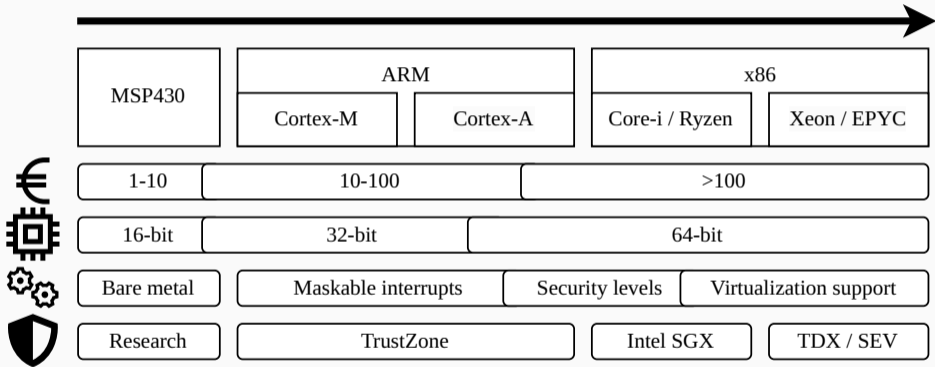 MSP430
ARM
x86
Cortex-M
Cortex-A
Core-i / Ryzen
Xeon / EPYC
1-10
10-100
>100
16-bit
32-bit
64-bit
Bare metal
Maskable interrupts
Security levels
Virtualization support
Research
TrustZone
Intel SGX
TDX / SEV